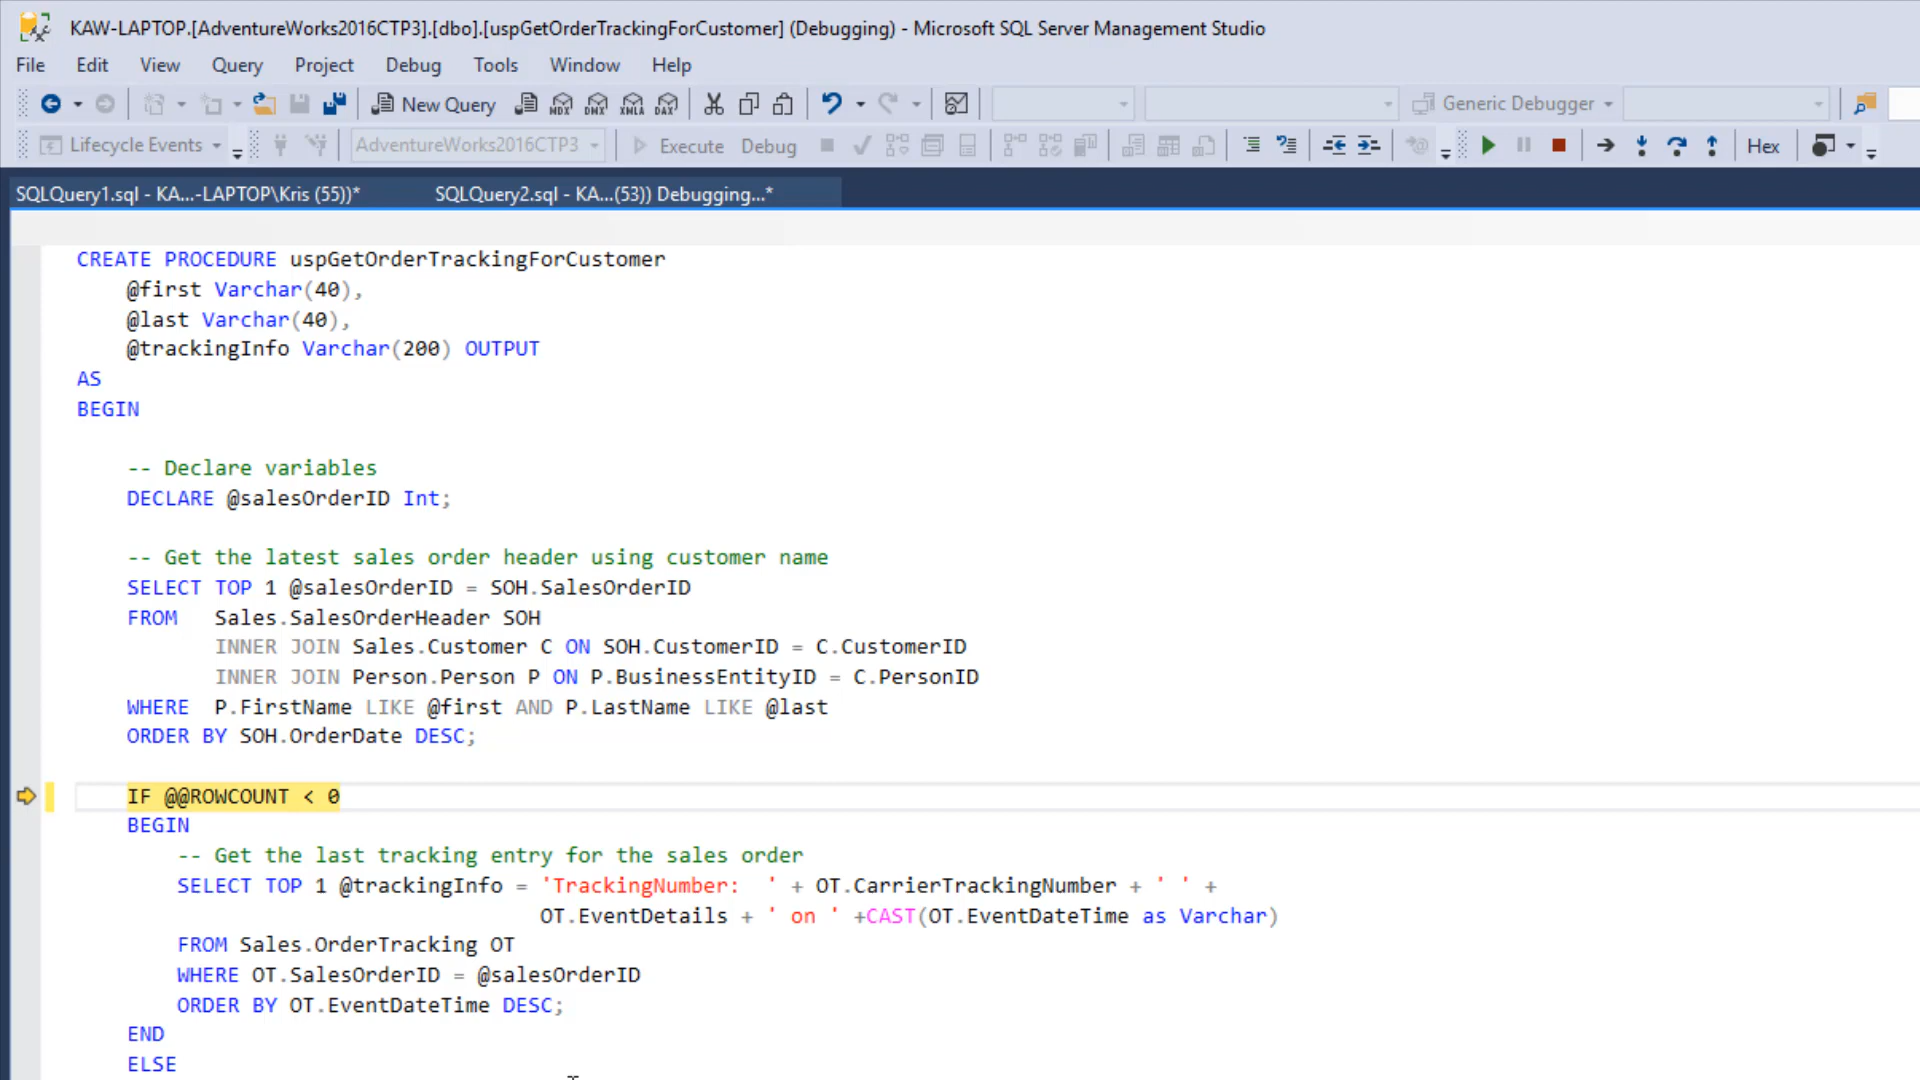 KAW-LAPTOP.[AdventureWorks2016CTP3].[dbo].[uspGetOrderTrackingForCustomer] (Debugging) - Microsoft SQL Server Management Studio
File Edit View Query Project Debug Tools Window Help
New Query MDX DMX XMLA DAX Generic Debugger
Lifecycle Events AdventureWorks2016CTP3 Execute Debug Hex
SQLQuery1.sql - KA...-LAPTOP\Kris (55))* SQLQuery2.sql - KA...(53)) Debugging...*
CREATE PROCEDURE uspGetOrderTrackingForCustomer
@first Varchar(40),
@last Varchar(40),
@trackingInfo Varchar(200) OUTPUT
AS
BEGIN
-- Declare variables
DECLARE @salesOrderID Int;
-- Get the latest sales order header using customer name
SELECT TOP 1 @salesOrderID = SOH.SalesOrderID
FROM Sales.SalesOrderHeader SOH
INNER JOIN Sales.Customer C ON SOH.CustomerID = C.CustomerID
INNER JOIN Person.Person P ON P.BusinessEntityID = C.PersonID
WHERE P.FirstName LIKE @first AND P.LastName LIKE @last
ORDER BY SOH.OrderDate DESC;
IF @@ROWCOUNT < 0
BEGIN
-- Get the last tracking entry for the sales order
SELECT TOP 1 @trackingInfo = 'TrackingNumber:  ' + OT.CarrierTrackingNumber + ' ' +
OT.EventDetails + ' on ' +CAST(OT.EventDateTime as Varchar)
FROM Sales.OrderTracking OT
WHERE OT.SalesOrderID = @salesOrderID
ORDER BY OT.EventDateTime DESC;
END
ELSE